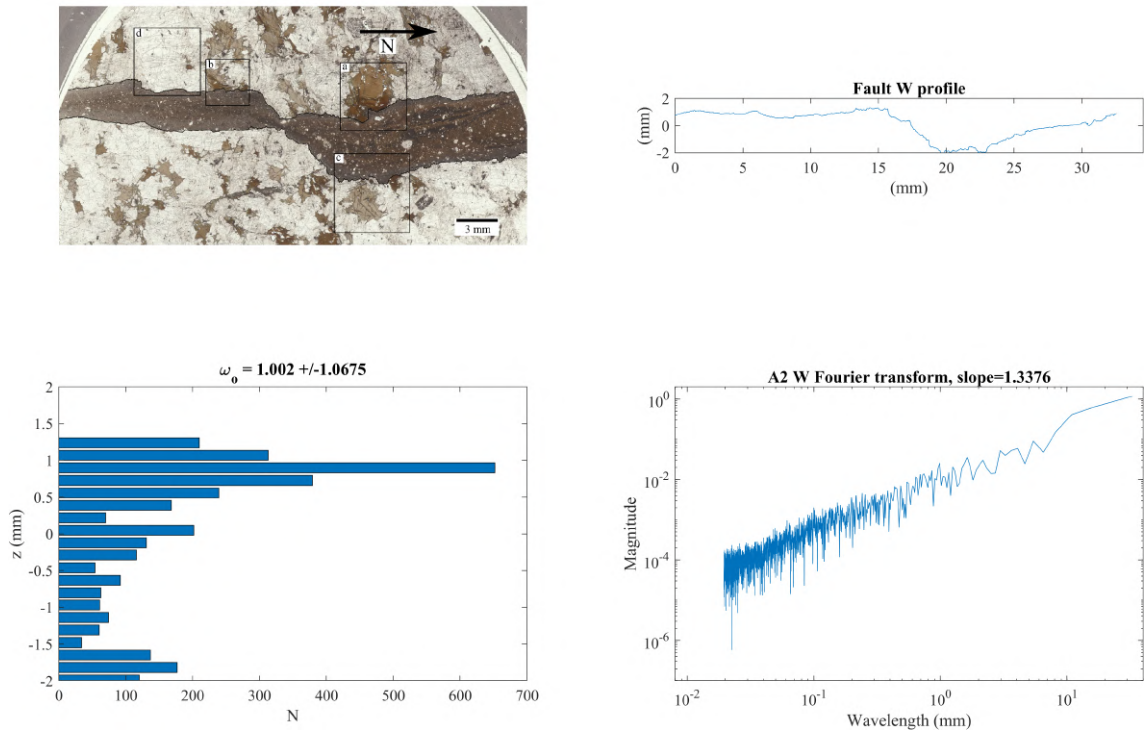 d
b
a
N
c
3 mm
Fault W profile
2
0
-2
(mm)
0 5 10 15 20 25 30
(mm)
ω₀ = 1.002 +/-1.0675
2
1.5
1
0.5
0
-0.5
-1
-1.5
-2
z (mm)
0 100 200 300 400 500 600 700
N
A2 W Fourier transform, slope=1.3376
10⁰
10⁻²
10⁻⁴
10⁻⁶
Magnitude
10⁻² 10⁻¹ 10⁰ 10¹
Wavelength (mm)